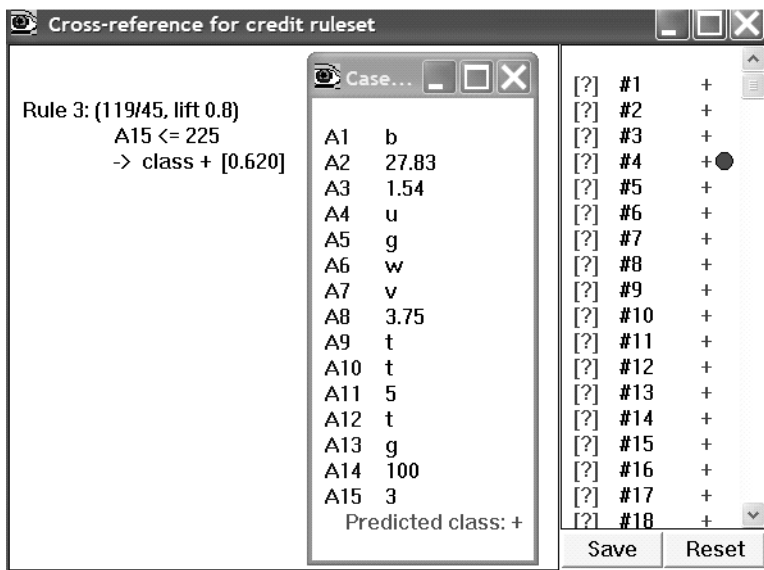 Cross-reference for credit ruleset
Rule 3: (119/45, lift 0.8)
A15 <= 225
-> class + [0.620]
Case...
A1 b
A2 27.83
A3 1.54
A4 u
A5 g
A6 w
A7 v
A8 3.75
A9 t
A10 t
A11 5
A12 t
A13 g
A14 100
A15 3
Predicted class: +
[?] #1 +
[?] #2 +
[?] #3 +
[?] #4 +
[?] #5 +
[?] #6 +
[?] #7 +
[?] #8 +
[?] #9 +
[?] #10 +
[?] #11 +
[?] #12 +
[?] #13 +
[?] #14 +
[?] #15 +
[?] #16 +
[?] #17 +
[?] #18 +
Save Reset